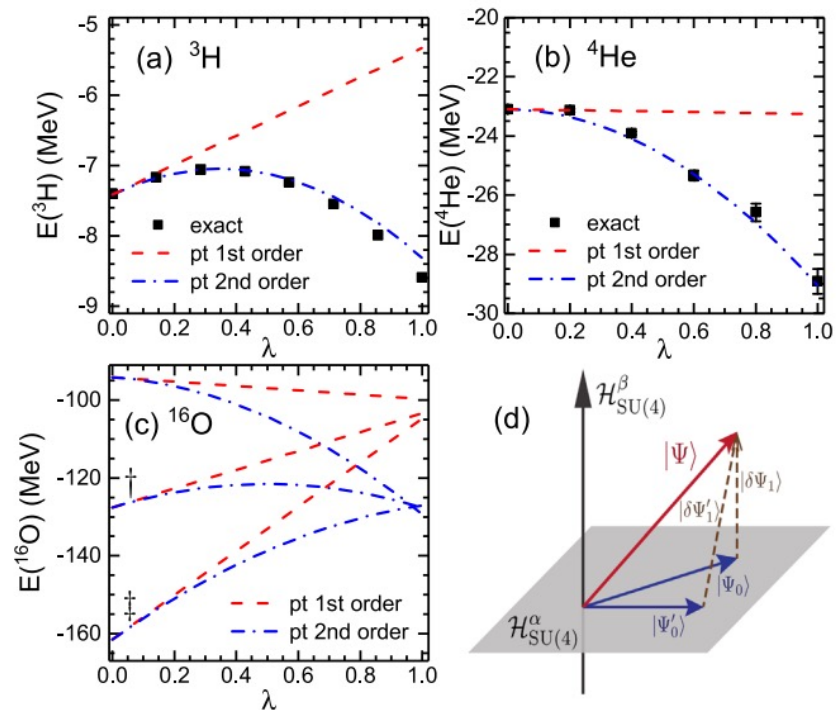 (a) ³H
E(³H) (MeV)
-5
-6
-7
-8
-9
exact
pt 1st order
pt 2nd order
0.0 0.2 0.4 0.6 0.8 1.0
λ
(b) ⁴He
E(⁴He) (MeV)
-20
-22
-24
-26
-28
-30
exact
pt 1st order
pt 2nd order
0.0 0.2 0.4 0.6 0.8 1.0
λ
(c) ¹⁶O
E(¹⁶O) (MeV)
-100
-120
-140
-160
†
‡
pt 1st order
pt 2nd order
0.0 0.2 0.4 0.6 0.8 1.0
λ
(d)
ℋ^β_SU(4)
|Ψ⟩
|δΨ′₁⟩
|δΨ₁⟩
|Ψ₀⟩
|Ψ′₀⟩
ℋ^α_SU(4)